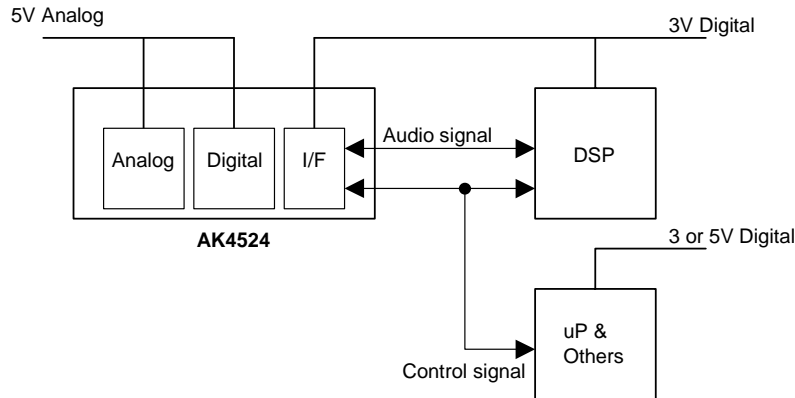 5V Analog
3V Digital
Audio signal
Analog
Digital
I/F
DSP
AK4524
3 or 5V Digital
uP &
Others
Control signal